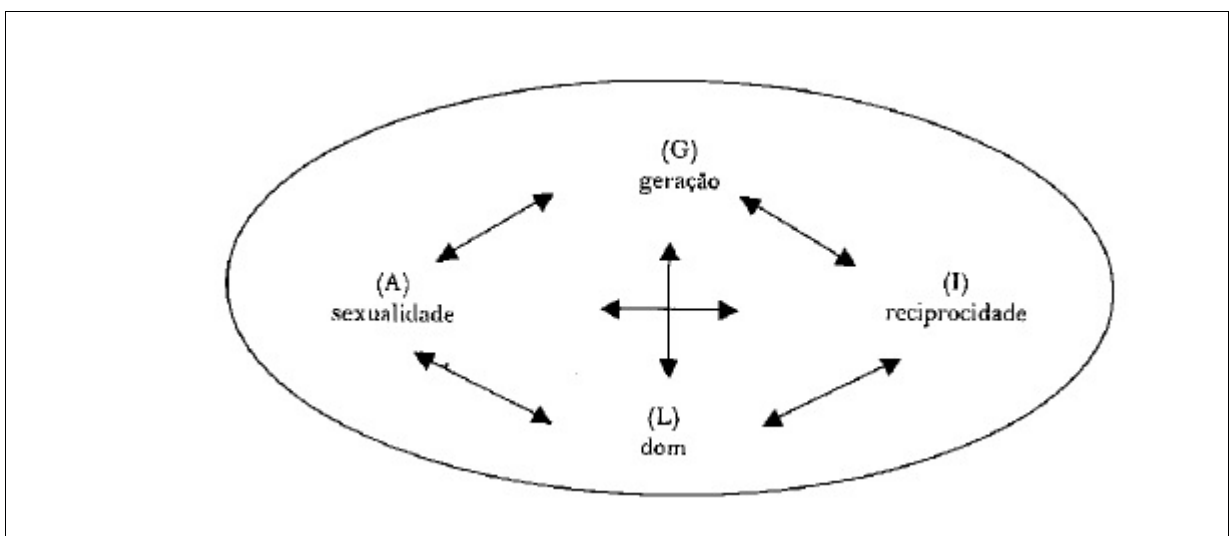 (G)
geração
(A)
sexualidade
(I)
reciprocidade
(L)
dom